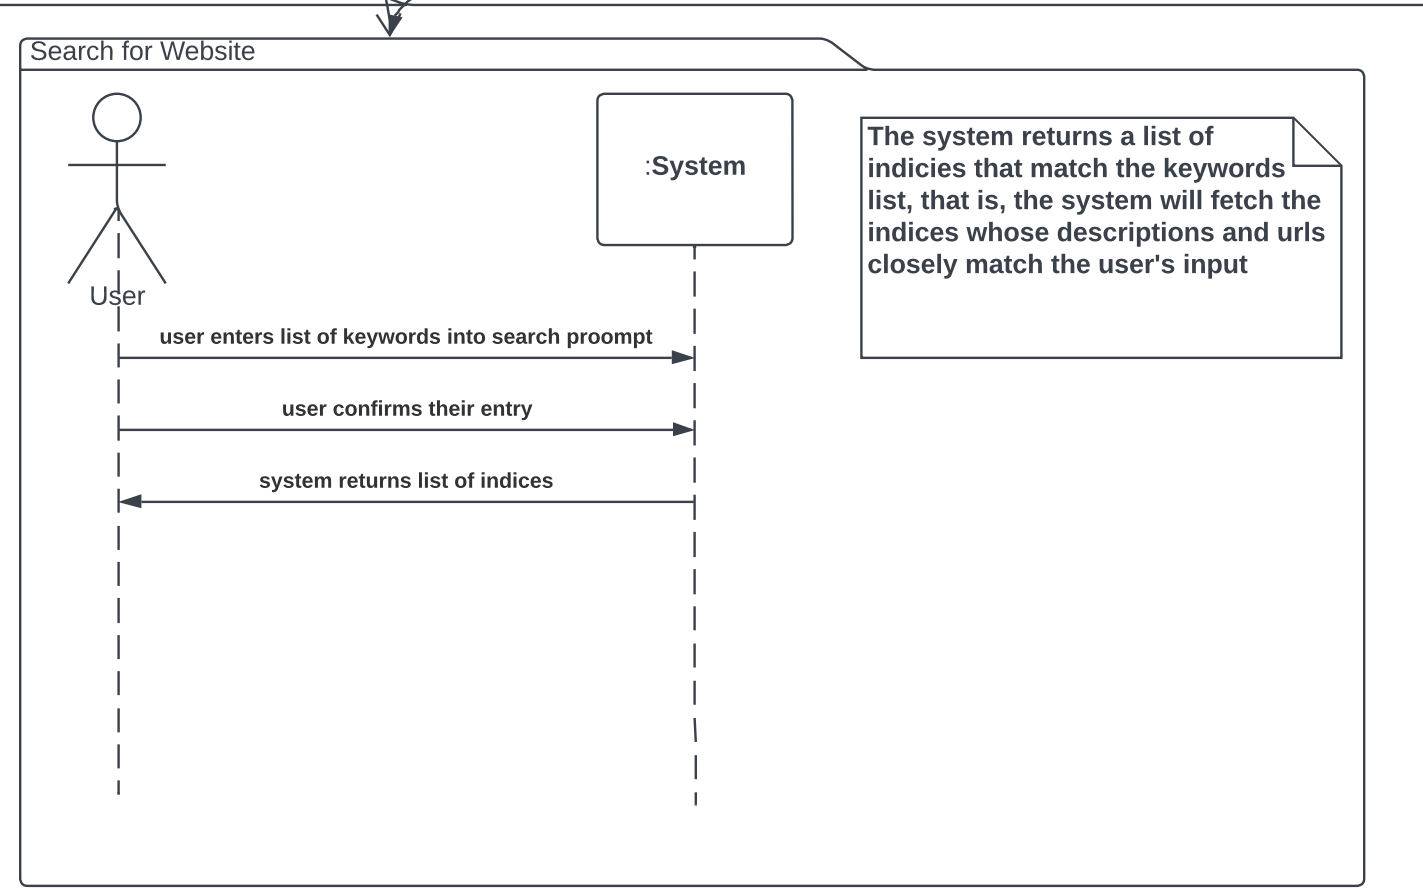 Search for Website
:System
The system returns a list of
indicies that match the keywords
list, that is, the system will fetch the
indices whose descriptions and urls
closely match the user's input
User
user enters list of keywords into search proompt
user confirms their entry
system returns list of indices